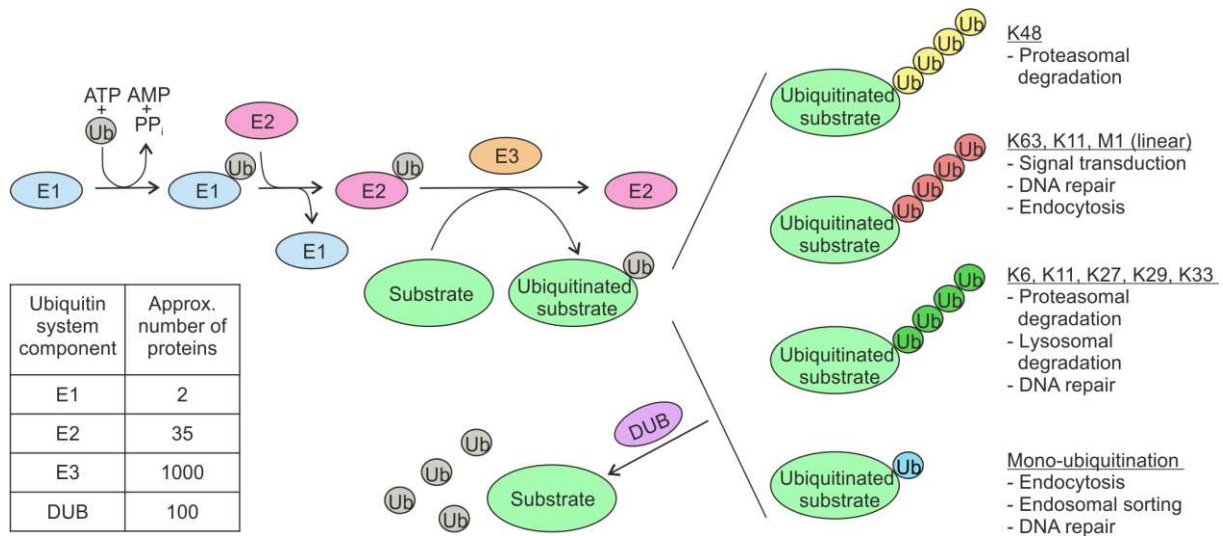 ATP
+
Ub
AMP
+
PPi
E1
E1
Ub
E2
E1
E2
Ub
E3
E2
Substrate
Ubiquitinated
substrate
Ub
Ubiquitin
system
component
Approx.
number of
proteins
E1 2
E2 35
E3 1000
DUB 100
DUB
Ub
Ub
Ub
Ub
Substrate
Ubiquitinated
substrate
Ub
Ub
Ub
Ub
K48
- Proteasomal
degradation
Ubiquitinated
substrate
Ub
Ub
Ub
Ub
K63, K11, M1 (linear)
- Signal transduction
- DNA repair
- Endocytosis
Ubiquitinated
substrate
Ub
Ub
Ub
Ub
K6, K11, K27, K29, K33
- Proteasomal
degradation
- Lysosomal
degradation
- DNA repair
Ubiquitinated
substrate
Ub
Mono-ubiquitination
- Endocytosis
- Endosomal sorting
- DNA repair